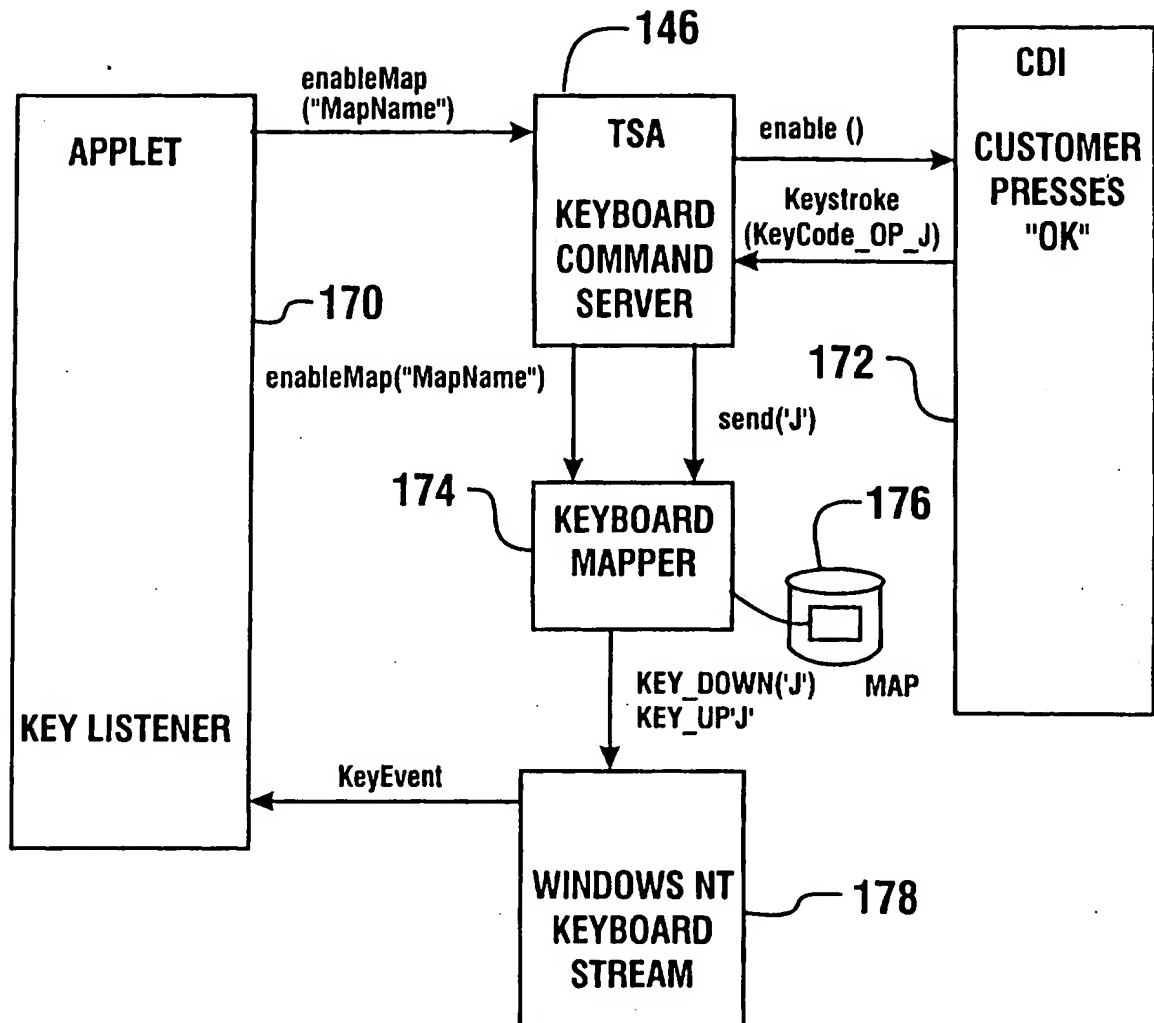 146
enableMap
("MapName")
APPLET
TSA
KEYBOARD
COMMAND
SERVER
enable ()
Keystroke
(KeyCode_OP_J)
CDI
CUSTOMER
PRESSES
"OK"
170
172
enableMap("MapName")
send('J')
174
KEYBOARD
MAPPER
176
MAP
KEY_DOWN('J')
KEY_UP'J'
KEY LISTENER
KeyEvent
WINDOWS NT
KEYBOARD
STREAM
178